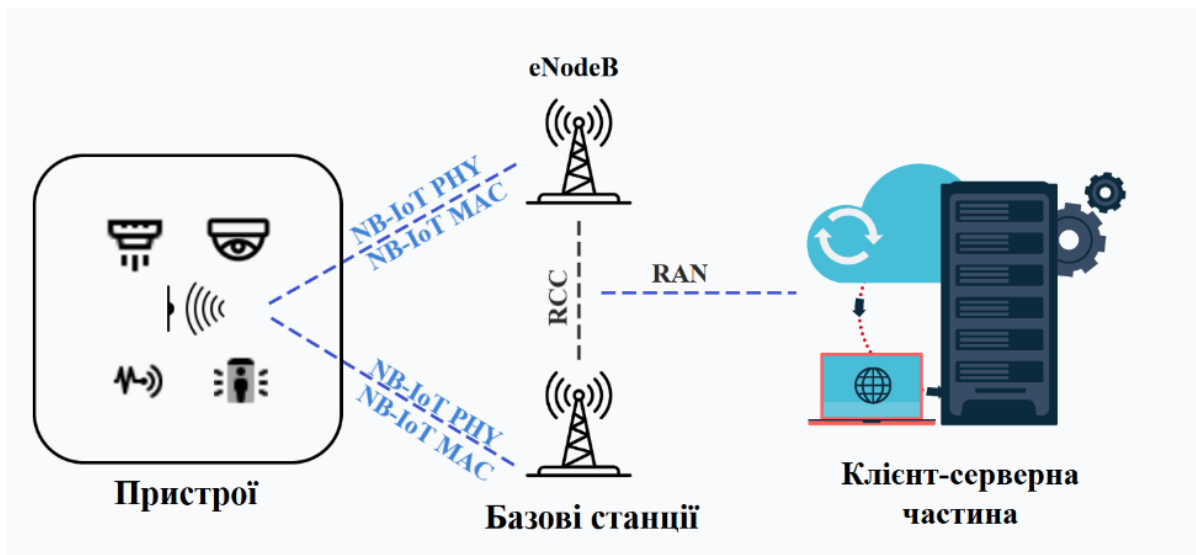 eNodeB
NB-IoT PHY
NB-IoT MAC
RCC
RAN
NB-IoT PHY
NB-IoT MAC
Пристрої
Базові станції
Клієнт-серверна
частина